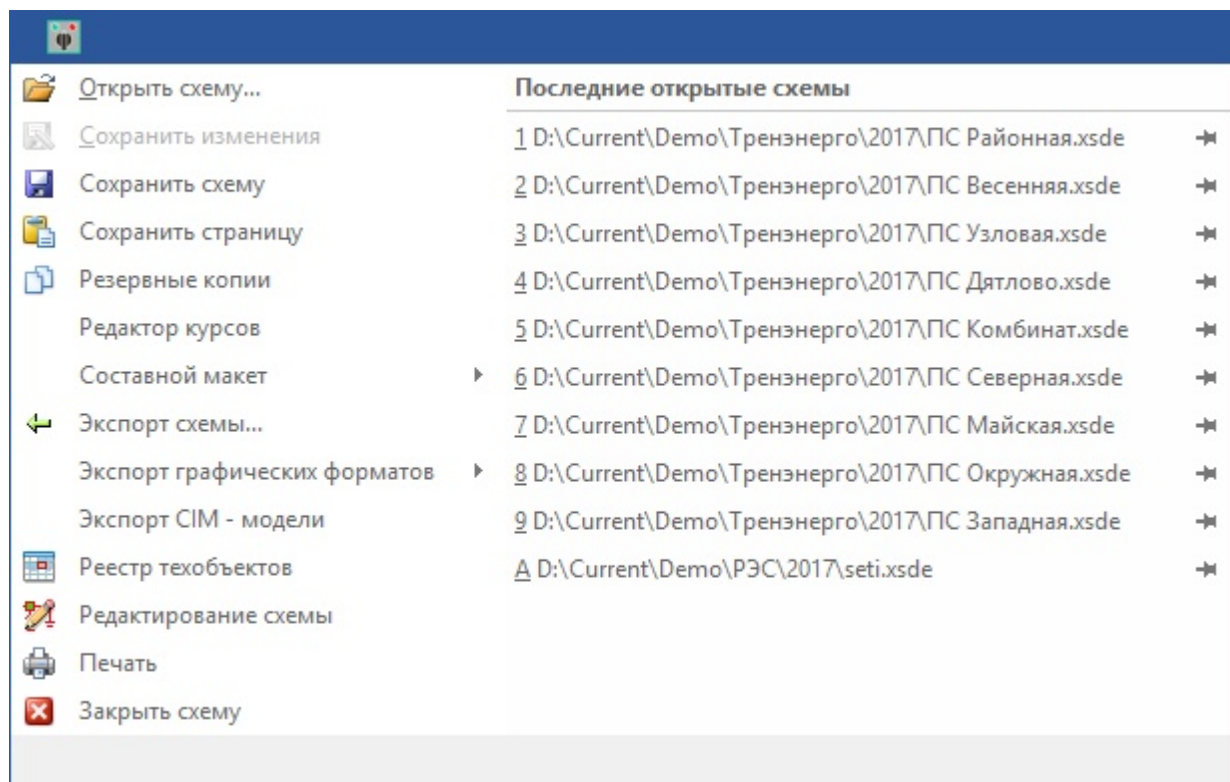 Открыть схему...
Сохранить изменения
Сохранить схему
Сохранить страницу
Резервные копии
Редактор курсов
Составной макет
Экспорт схемы...
Экспорт графических форматов
Экспорт CIM - модели
Реестр техобъектов
Редактирование схемы
Печать
Закрыть схему
Последние открытые схемы
1 D:\Current\Demo\Тренэнерго\2017\ПС Районная.xsde
2 D:\Current\Demo\Тренэнерго\2017\ПС Весенняя.xsde
3 D:\Current\Demo\Тренэнерго\2017\ПС Узловая.xsde
4 D:\Current\Demo\Тренэнерго\2017\ПС Дятлово.xsde
5 D:\Current\Demo\Тренэнерго\2017\ПС Комбинат.xsde
6 D:\Current\Demo\Тренэнерго\2017\ПС Северная.xsde
7 D:\Current\Demo\Тренэнерго\2017\ПС Майская.xsde
8 D:\Current\Demo\Тренэнерго\2017\ПС Окружная.xsde
9 D:\Current\Demo\Тренэнерго\2017\ПС Западная.xsde
A D:\Current\Demo\РЭС\2017\seti.xsde